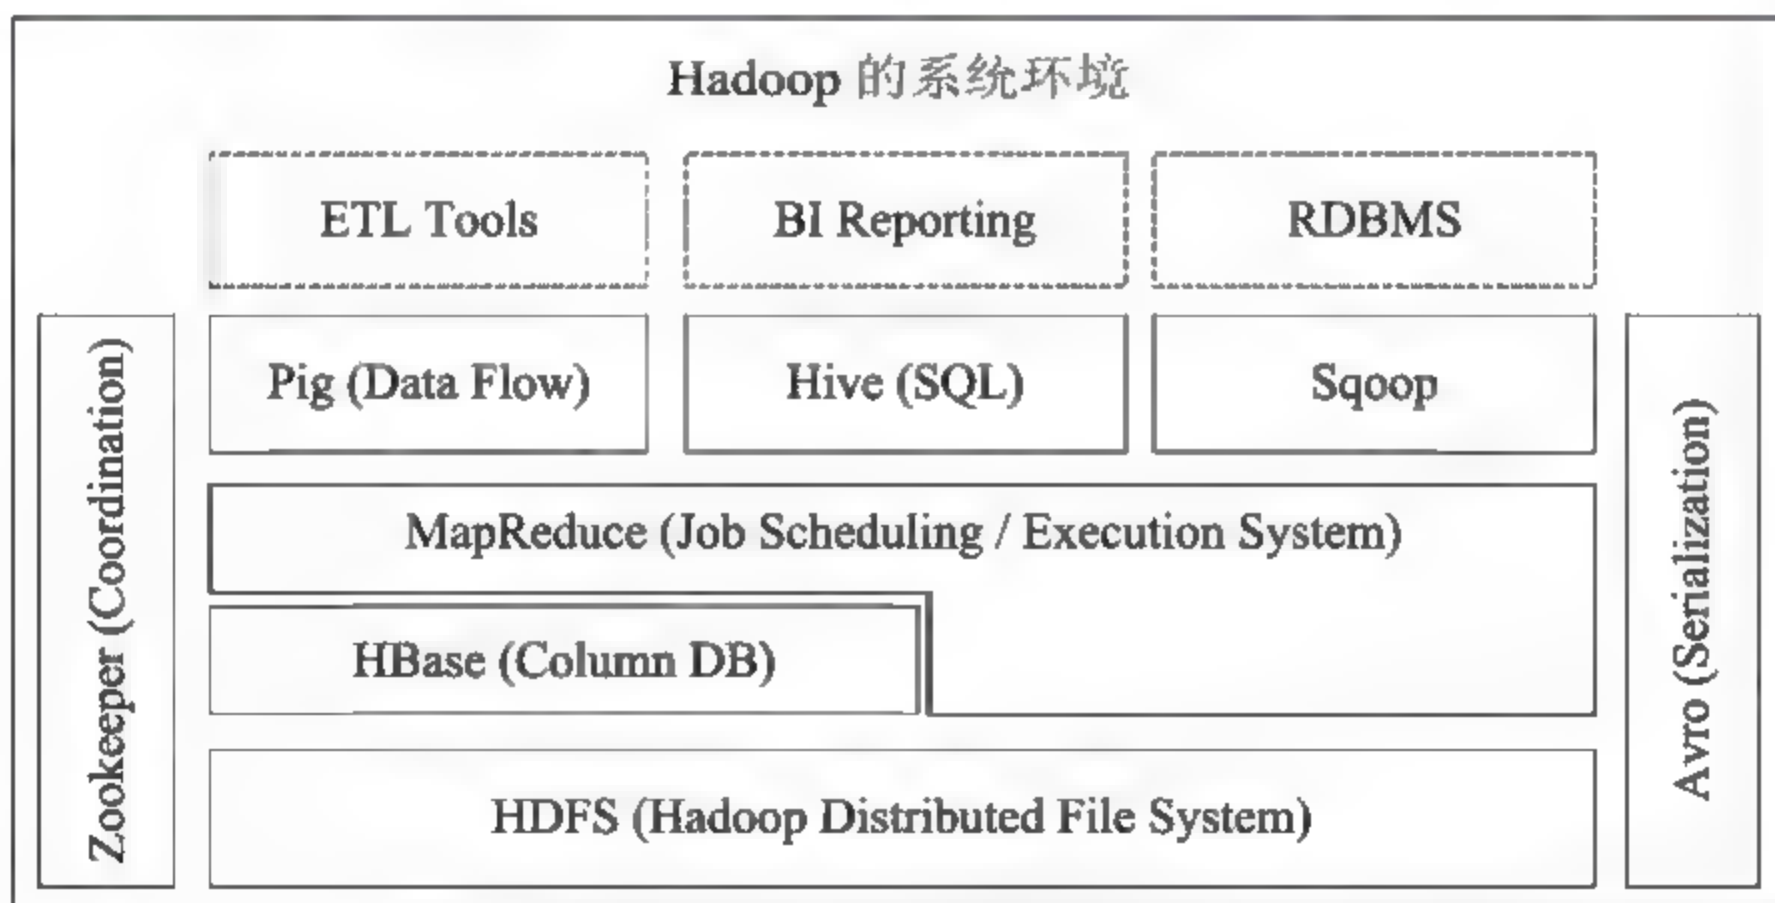 Hadoop 的系统环境
ETL Tools
BI Reporting
RDBMS
Zookeeper (Coordination)
Pig (Data Flow)
Hive (SQL)
Sqoop
Avro (Serialization)
MapReduce (Job Scheduling / Execution System)
HBase (Column DB)
HDFS (Hadoop Distributed File System)